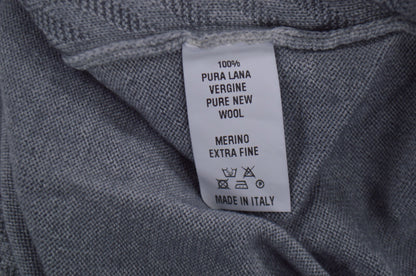 100%
PURA LANA
VERGINE
PURE NEW
WOOL
MERINO
EXTRA FINE
MADE IN ITALY